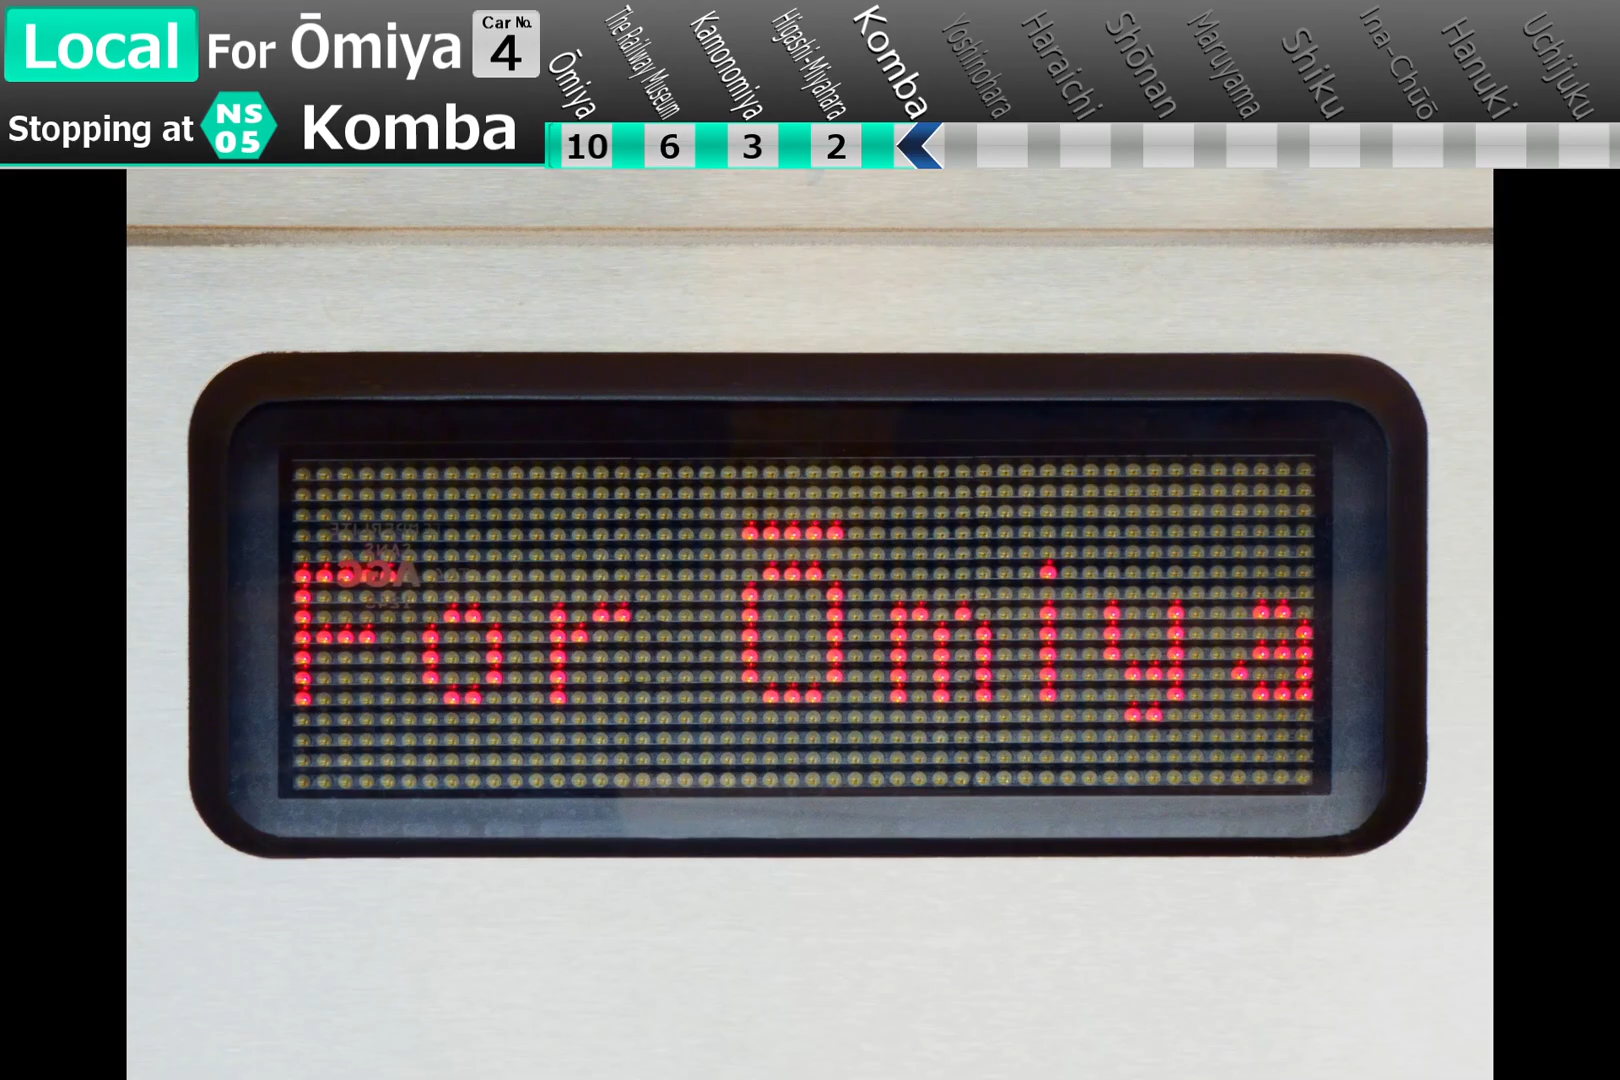 Local For Ōmiya
Car No.
4
Stopping at
NS
05
Komba
Ōmiya
The Railway Museum
Kamonomiya
Higashi-Miyahara
Komba
Yoshinohara
Haraichi
Shōnan
Maruyama
Shiku
Ina-Chūō
Hanuki
Uchijuku
10 6 3 2
For Ōmiya